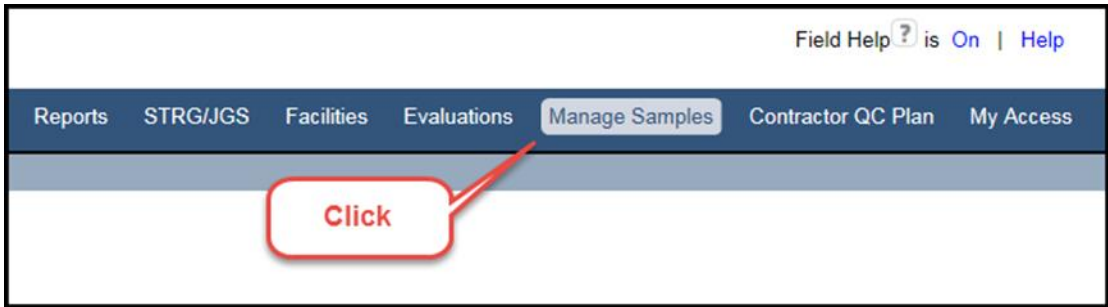 Field Help ? is On | Help
Reports STRG/JGS Facilities Evaluations Manage Samples Contractor QC Plan My Access
Click